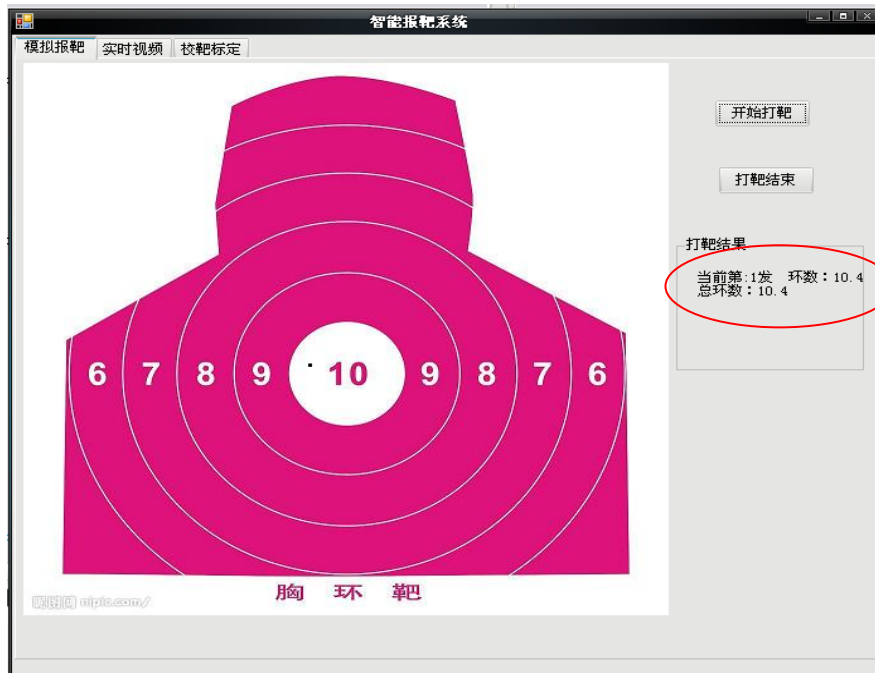 智能报靶系统
模拟报靶 实时视频 校靶标定
开始打靶
打靶结束
打靶结果
当前第:1发 环数:10.4
总环数:10.4
6 7 8 9 10 9 8 7 6
胸 环 靶
昵图网 nipic.com/